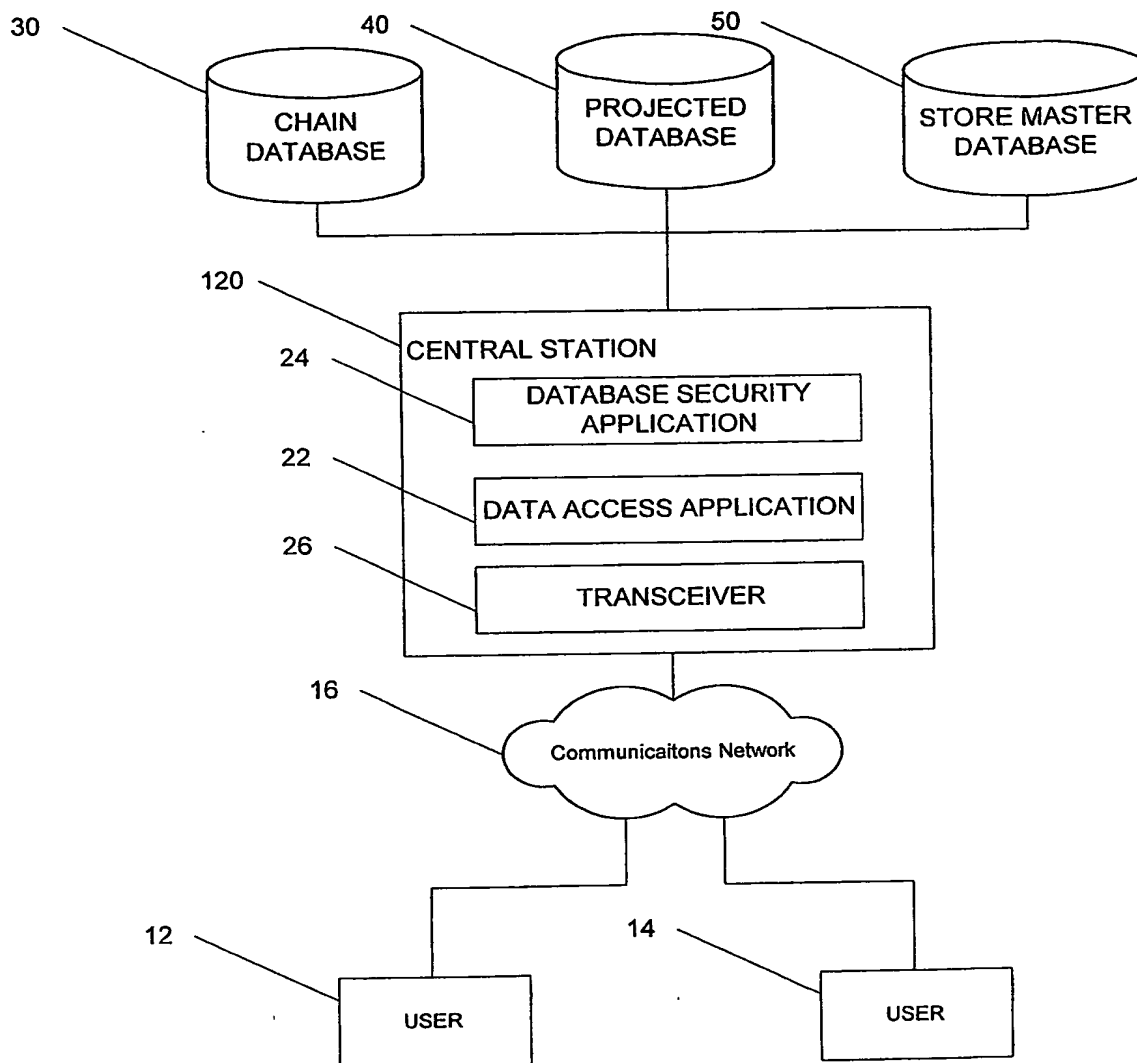 30
40
50
CHAIN
DATABASE
PROJECTED
DATABASE
STORE MASTER
DATABASE
120
CENTRAL STATION
24
DATABASE SECURITY
APPLICATION
22
DATA ACCESS APPLICATION
26
TRANSCEIVER
16
Communicaitons Network
12
USER
14
USER